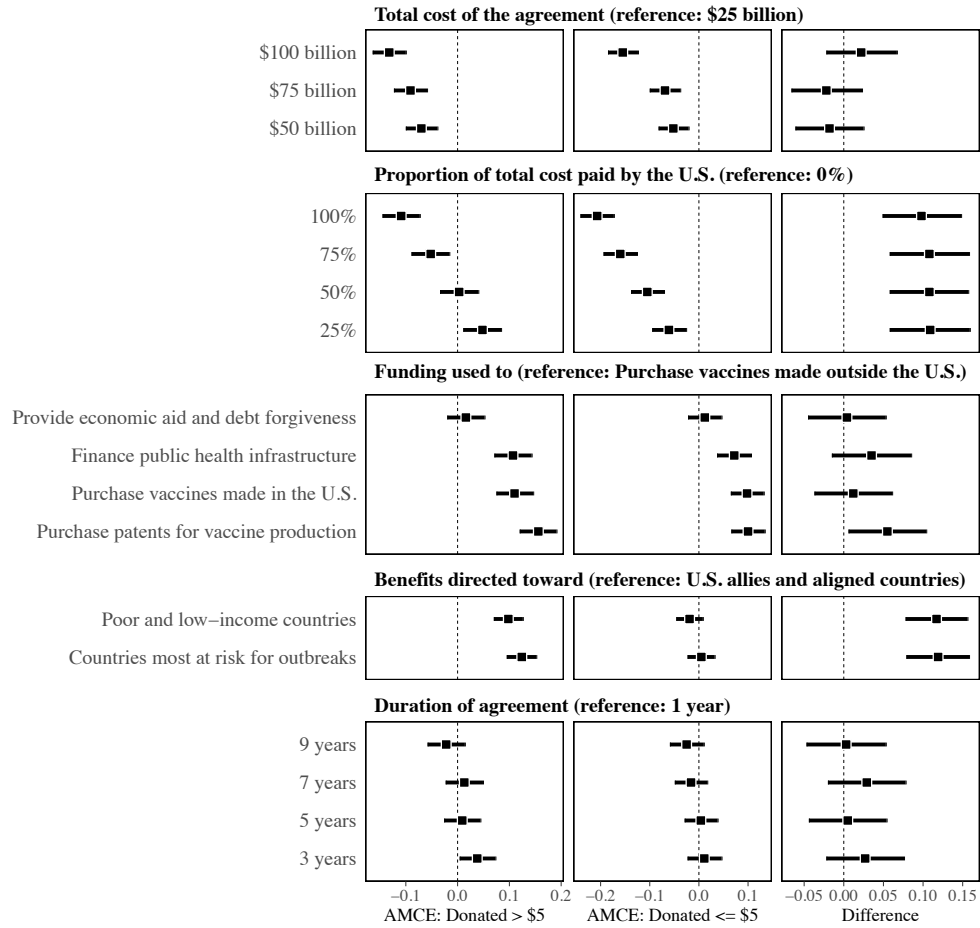 Total cost of the agreement (reference: $25 billion)
$100 billion
$75 billion
$50 billion
Proportion of total cost paid by the U.S. (reference: 0%)
100%
75%
50%
25%
Funding used to (reference: Purchase vaccines made outside the U.S.)
Provide economic aid and debt forgiveness
Finance public health infrastructure
Purchase vaccines made in the U.S.
Purchase patents for vaccine production
Benefits directed toward (reference: U.S. allies and aligned countries)
Poor and low−income countries
Countries most at risk for outbreaks
Duration of agreement (reference: 1 year)
9 years
7 years
5 years
3 years
−0.1 0.0 0.1 0.2 −0.2 −0.1 0.0 0.1 −0.05 0.00 0.05 0.10 0.15
AMCE: Donated > $5 AMCE: Donated <= $5 Difference